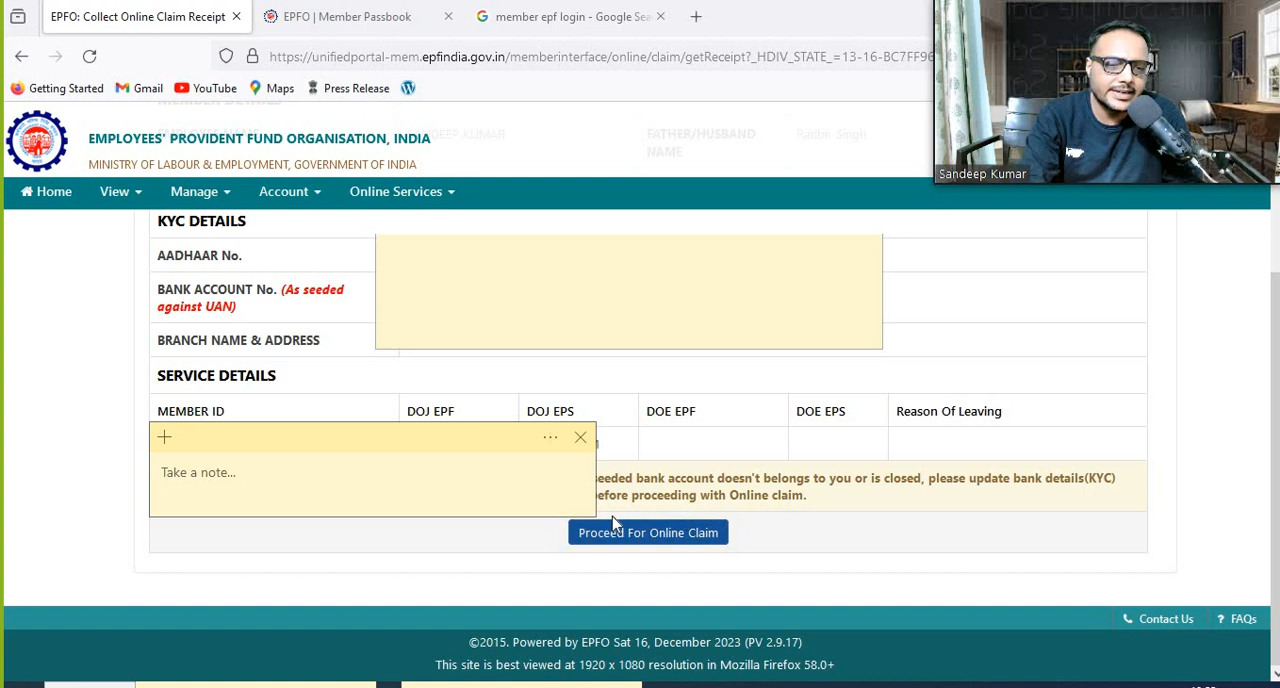 EPFO: Collect Online Claim Receipt
EPFO | Member Passbook
member epf login - Google Sea
https://unifiedportal-mem.epfindia.gov.in/memberinterface/online/claim/getReceipt?_HDIV_STATE_=13-16-BC7FF96
Getting Started
Gmail
YouTube
Maps
Press Release
MEMBER DETAILS
EMPLOYEES' PROVIDENT FUND ORGANISATION, INDIA
FATHER/HUSBAND NAME
MINISTRY OF LABOUR & EMPLOYMENT, GOVERNMENT OF INDIA
Sandeep Kumar
Home
View
Manage
Account
Online Services
KYC DETAILS
AADHAAR No.
BANK ACCOUNT No. (As seeded
against UAN)
BRANCH NAME & ADDRESS
SERVICE DETAILS
MEMBER ID
DOJ EPF
DOJ EPS
DOE EPF
DOE EPS
Reason Of Leaving
Take a note...
seeded bank account doesn't belongs to you or is closed, please update bank details(KYC)
before proceeding with Online claim.
Proceed For Online Claim
Contact Us
? FAQs
©2015. Powered by EPFO Sat 16, December 2023 (PV 2.9.17)
This site is best viewed at 1920 x 1080 resolution in Mozilla Firefox 58.0+